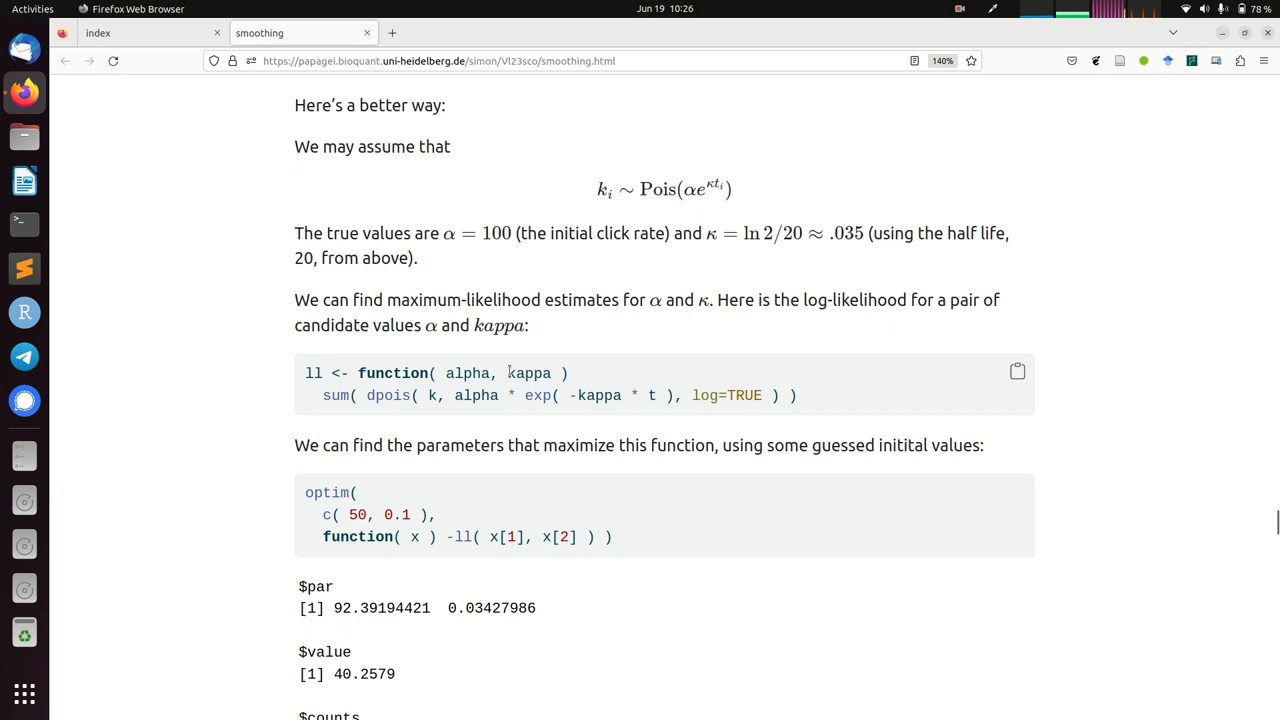 Activities
Firefox Web Browser
Jun 19 10:26
78 %
index
smoothing
https://papagei.bioquant.uni-heidelberg.de/simon/Vl23sco/smoothing.html
140%
Here’s a better way:
We may assume that
k_i ∼ Pois(αe^{κt_i})
The true values are α = 100 (the initial click rate) and κ = ln 2/20 ≈ .035 (using the half life,
20, from above).
We can find maximum-likelihood estimates for α and κ. Here is the log-likelihood for a pair of
candidate values α and kappa:
ll <- function( alpha, kappa )
sum( dpois( k, alpha * exp( -kappa * t ), log=TRUE ) )
We can find the parameters that maximize this function, using some guessed initital values:
optim(
c( 50, 0.1 ),
function( x ) -ll( x[1], x[2] ) )
$par
[1] 92.39194421 0.03427986
$value
[1] 40.2579
$counts